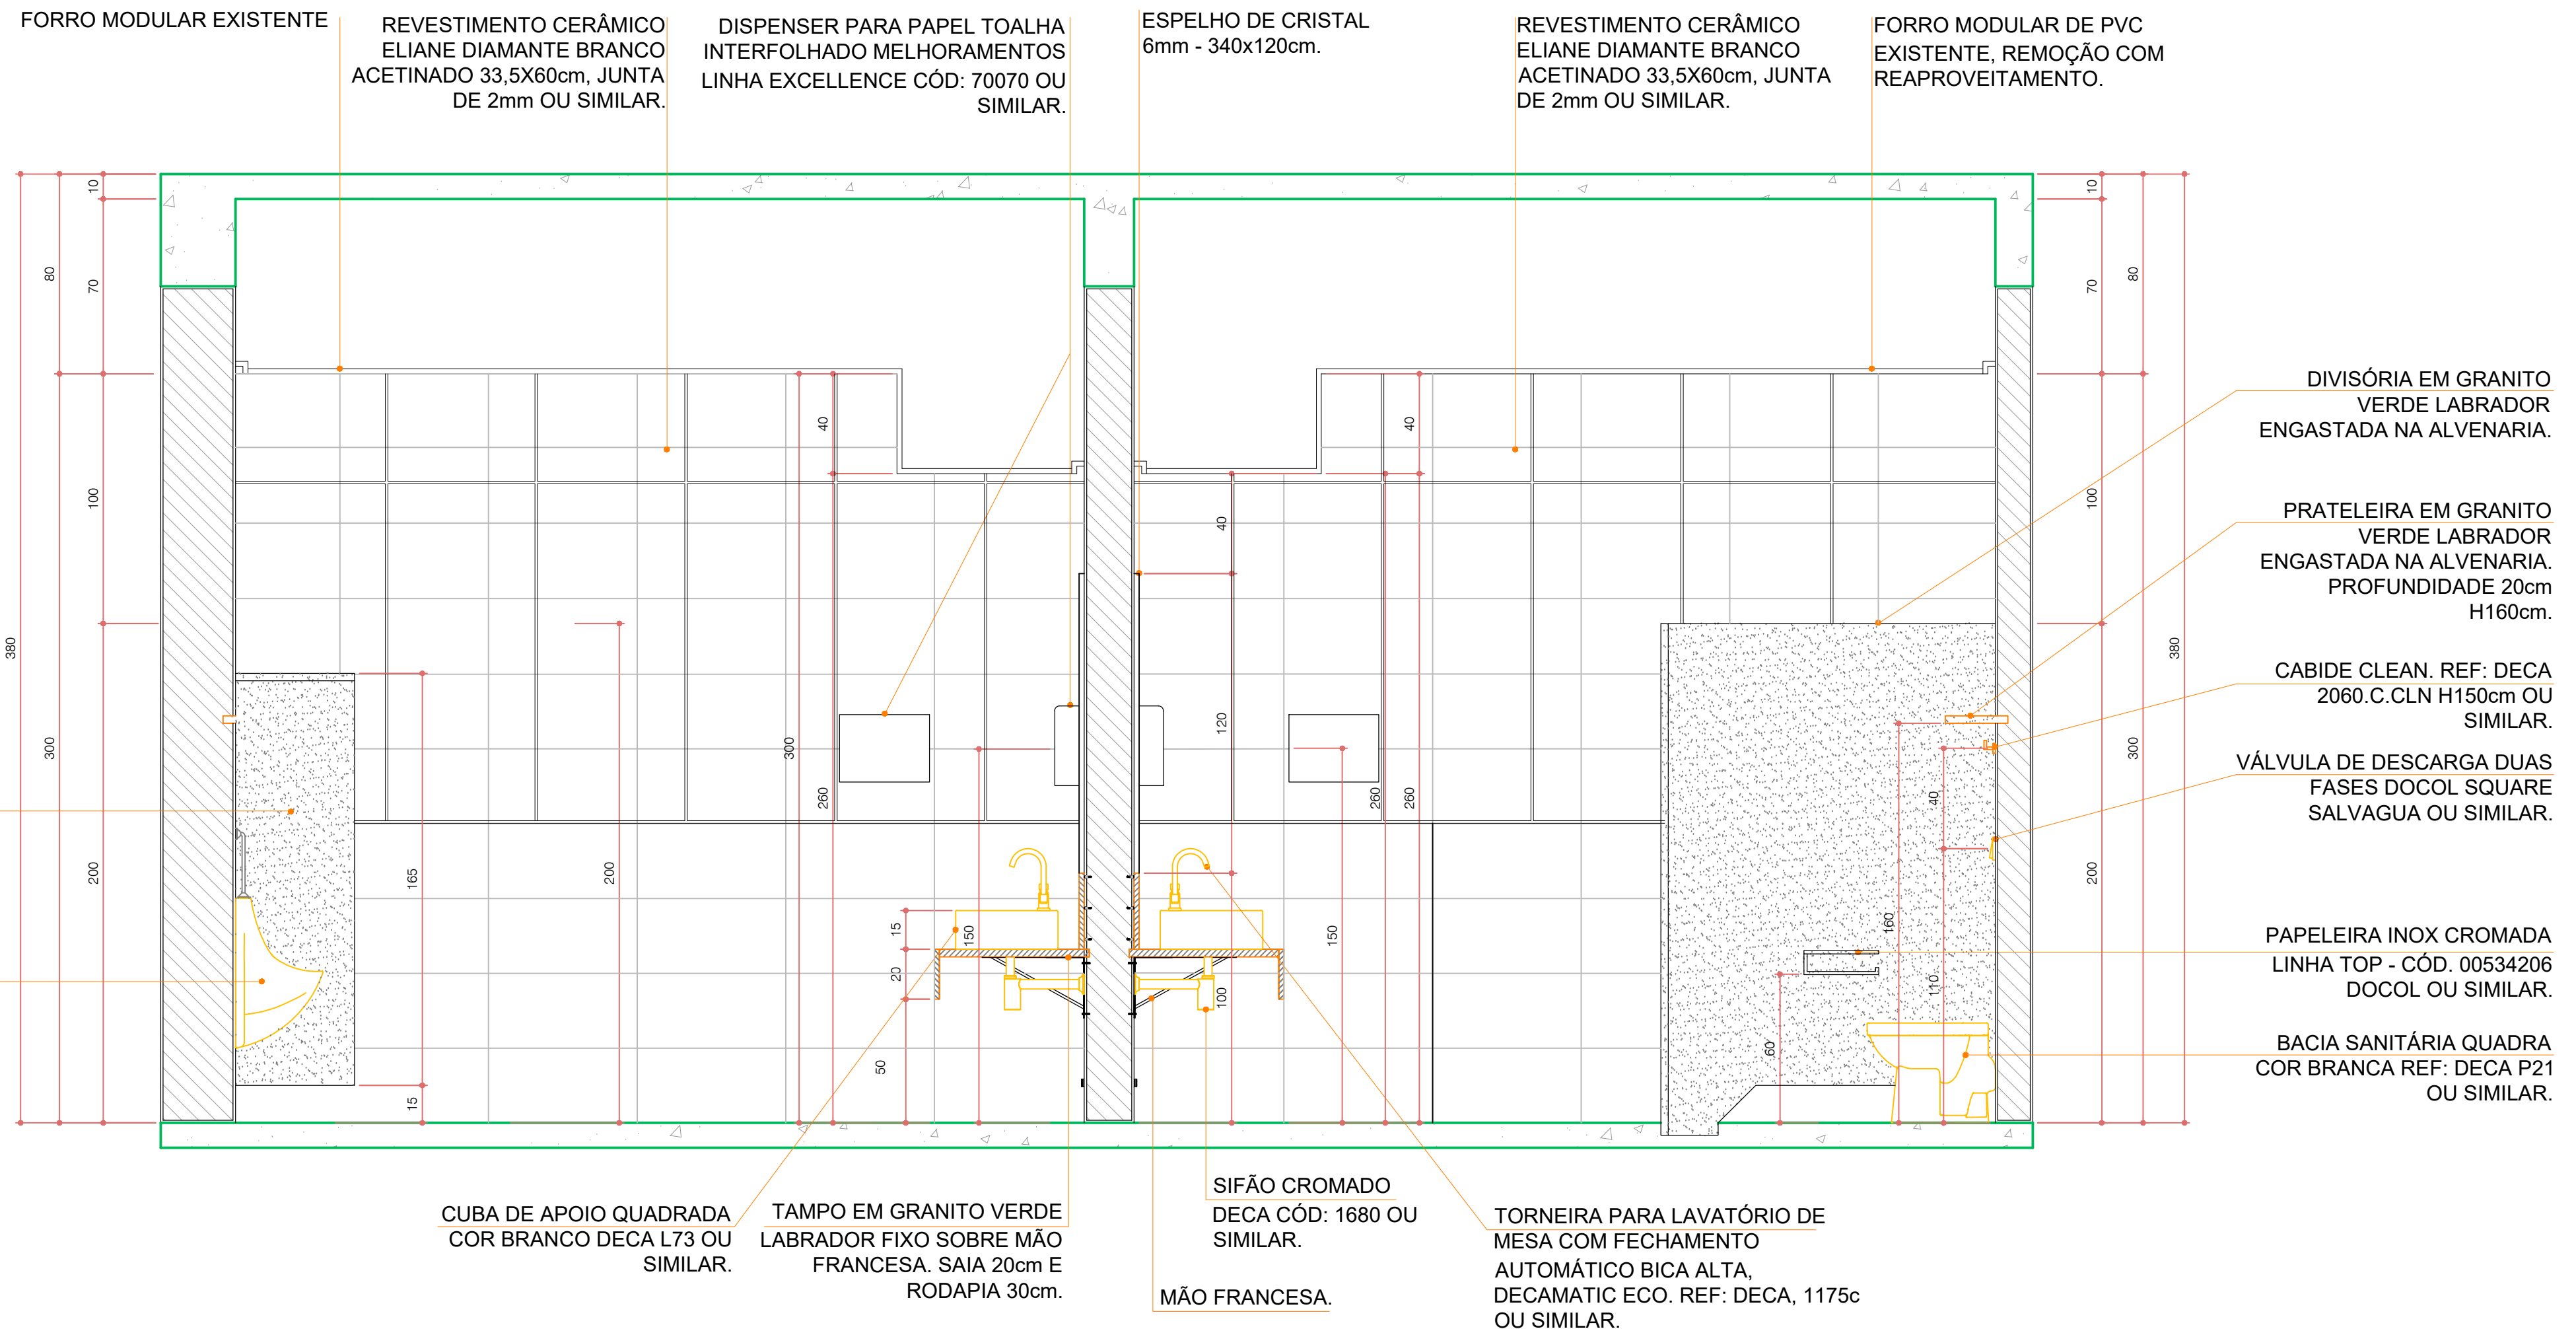 FORRO MODULAR EXISTENTE
REVESTIMENTO CERÂMICO
ELIANE DIAMANTE BRANCO
ACETINADO 33,5X60cm, JUNTA
DE 2mm OU SIMILAR.
DISPENSER PARA PAPEL TOALHA
INTERFOLHADO MELHORAMENTOS
LINHA EXCELLENCE CÓD: 70070 OU
SIMILAR.
ESPELHO DE CRISTAL
6mm - 340x120cm.
REVESTIMENTO CERÂMICO
ELIANE DIAMANTE BRANCO
ACETINADO 33,5X60cm, JUNTA
DE 2mm OU SIMILAR.
FORRO MODULAR DE PVC
EXISTENTE, REMOÇÃO COM
REAPROVEITAMENTO.
380
80
300
10
70
100
200
165
15
200
300
40
260
15
20
50
150
40
120
100
150
260
40
260
60
160
40
110
10
70
100
200
80
300
380
DIVISÓRIA EM GRANITO
VERDE LABRADOR
ENGASTADA NA ALVENARIA.
PRATELEIRA EM GRANITO
VERDE LABRADOR
ENGASTADA NA ALVENARIA.
PROFUNDIDADE 20cm
H160cm.
CABIDE CLEAN. REF: DECA
2060.C.CLN H150cm OU
SIMILAR.
VÁLVULA DE DESCARGA DUAS
FASES DOCOL SQUARE
SALVAGUA OU SIMILAR.
PAPELEIRA INOX CROMADA
LINHA TOP - CÓD. 00534206
DOCOL OU SIMILAR.
BACIA SANITÁRIA QUADRA
COR BRANCA REF: DECA P21
OU SIMILAR.
CUBA DE APOIO QUADRADA
COR BRANCO DECA L73 OU
SIMILAR.
TAMPO EM GRANITO VERDE
LABRADOR FIXO SOBRE MÃO
FRANCESA. SAIA 20cm E
RODAPIA 30cm.
SIFÃO CROMADO
DECA CÓD: 1680 OU
SIMILAR.
MÃO FRANCESA.
TORNEIRA PARA LAVATÓRIO DE
MESA COM FECHAMENTO
AUTOMÁTICO BICA ALTA,
DECAMATIC ECO. REF: DECA, 1175c
OU SIMILAR.